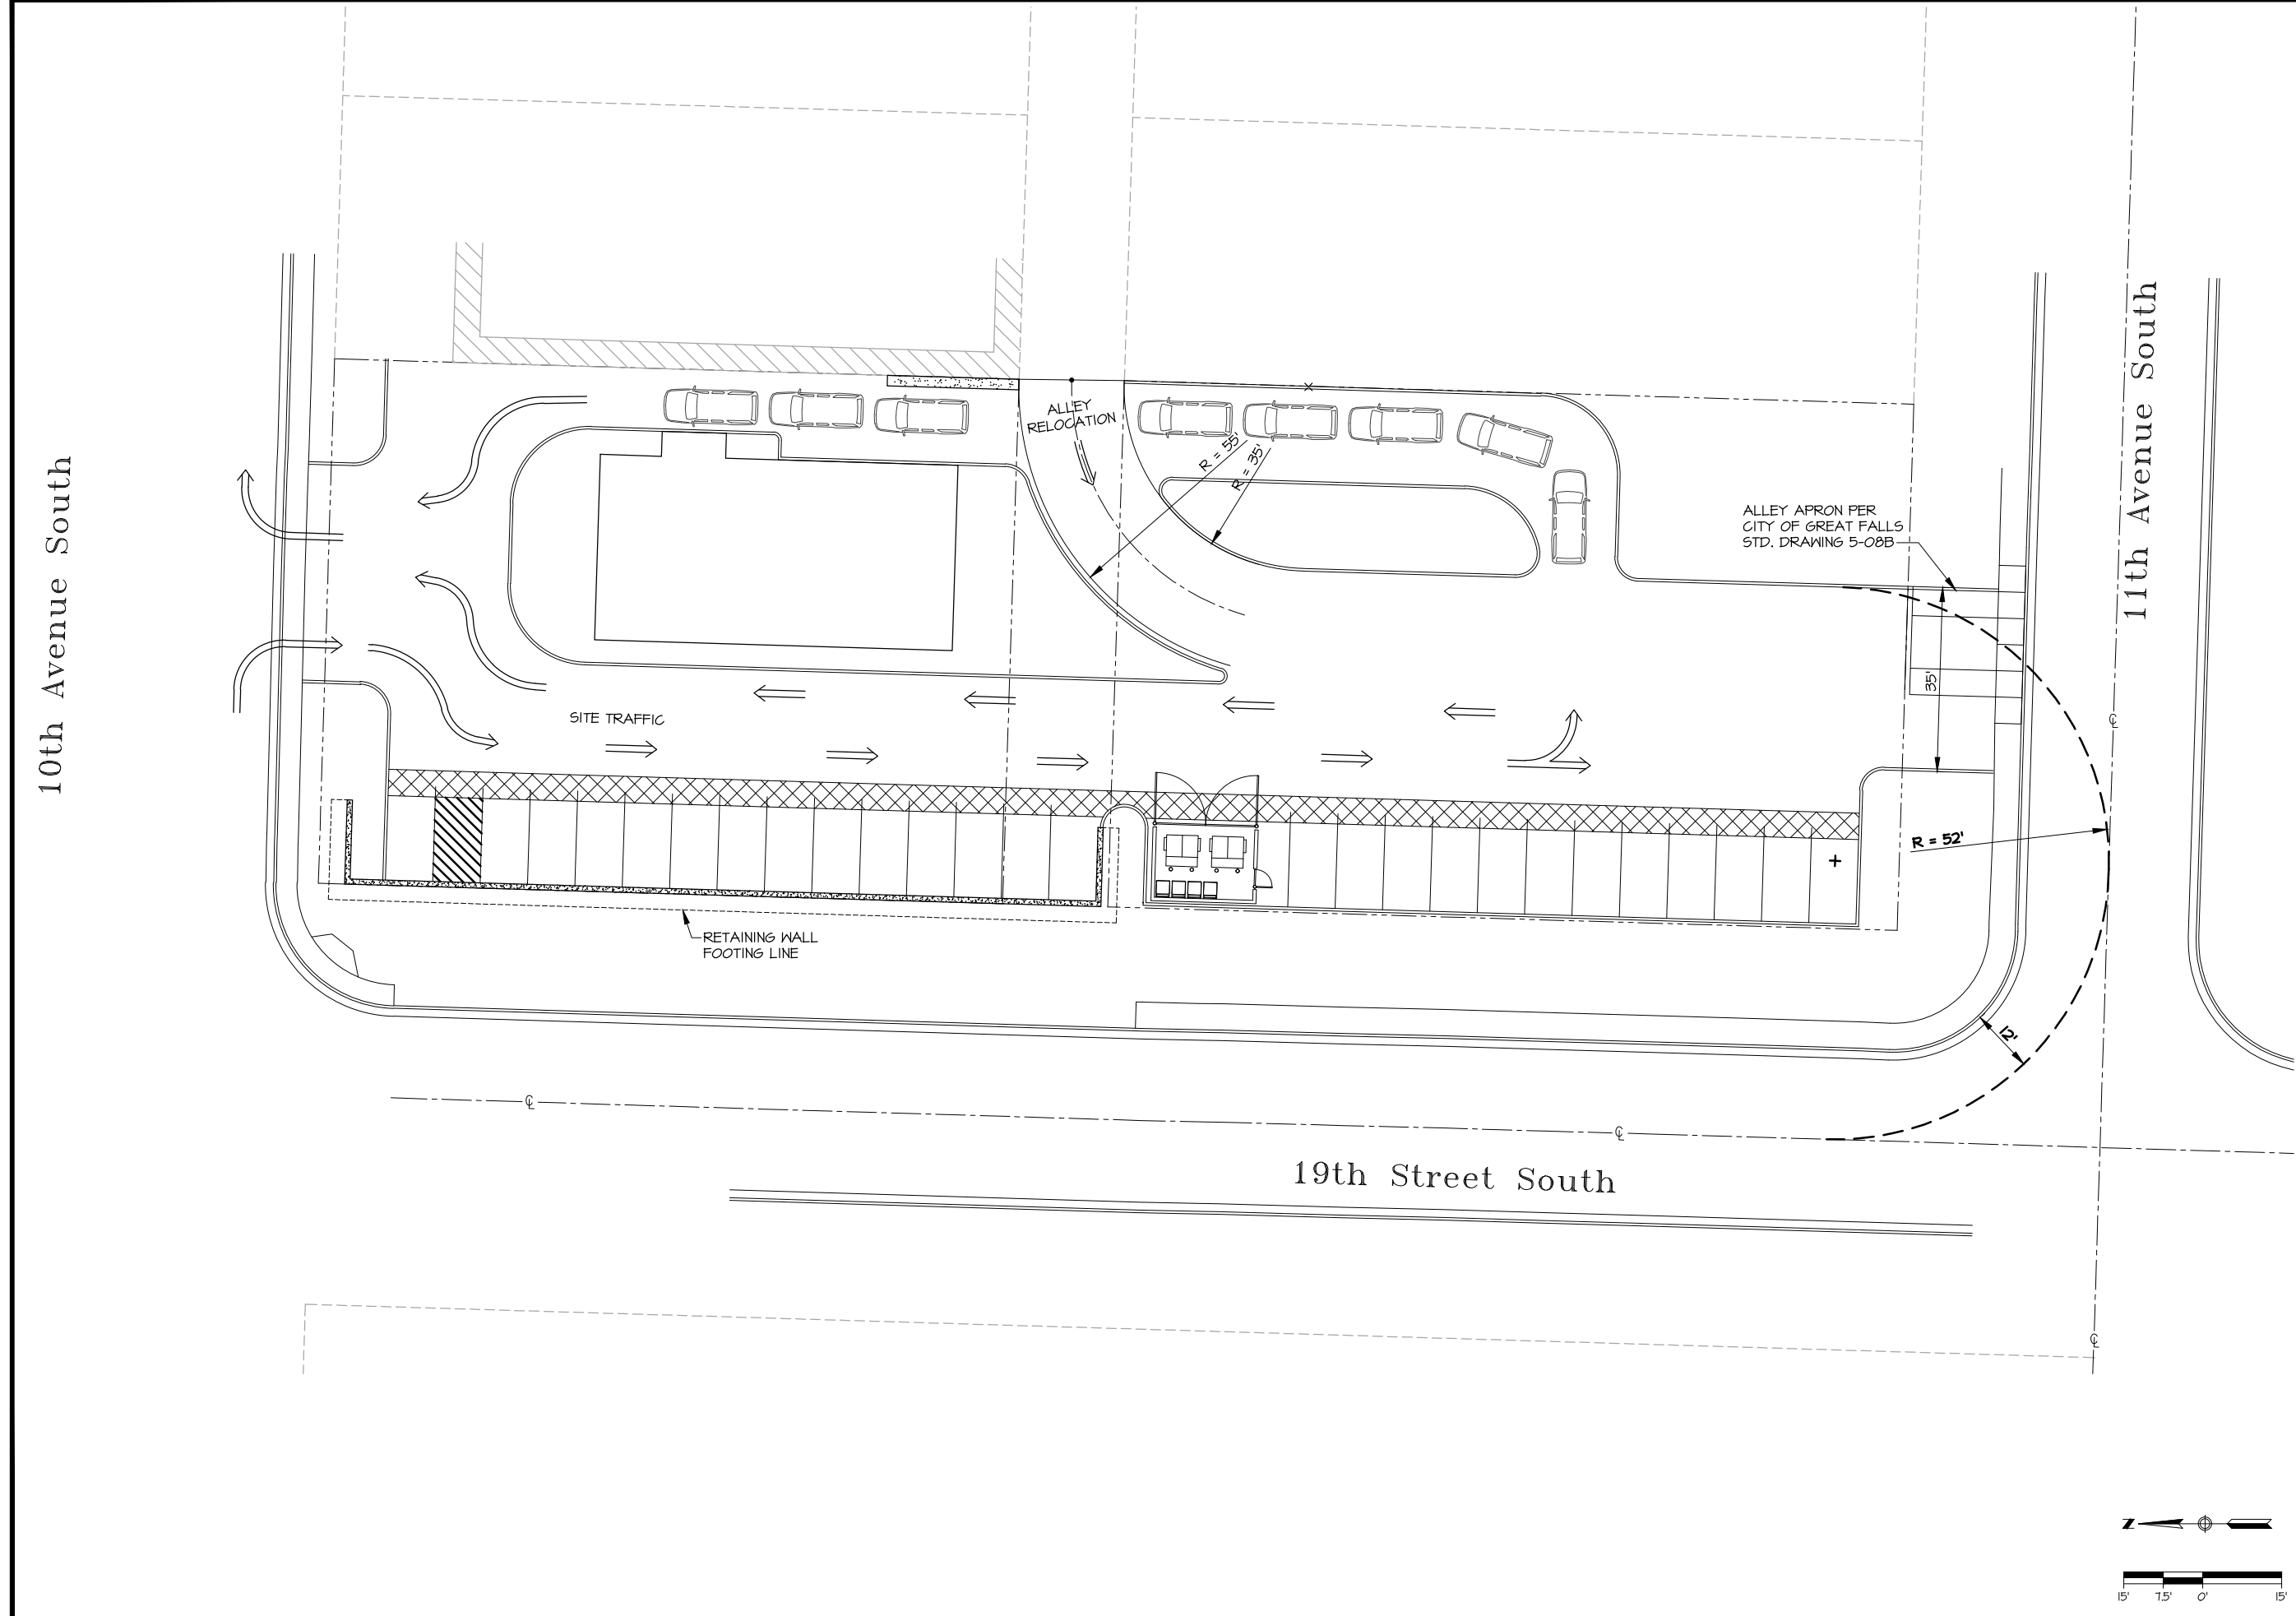 10th Avenue South
11th Avenue South
ALLEY
RELOCATION
R = 55'
R = 35'
ALLEY APRON PER
CITY OF GREAT FALLS
STD. DRAWING 5-08B
35'
SITE TRAFFIC
R = 52'
RETAINING WALL
FOOTING LINE
12'
19th Street South
N
15' 7.5' 0' 15'